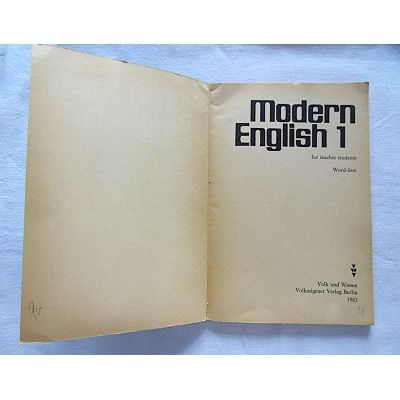 Modern
English 1
for teacher students
Word-lists
Volk und Wissen
Volkseigener Verlag Berlin
1983